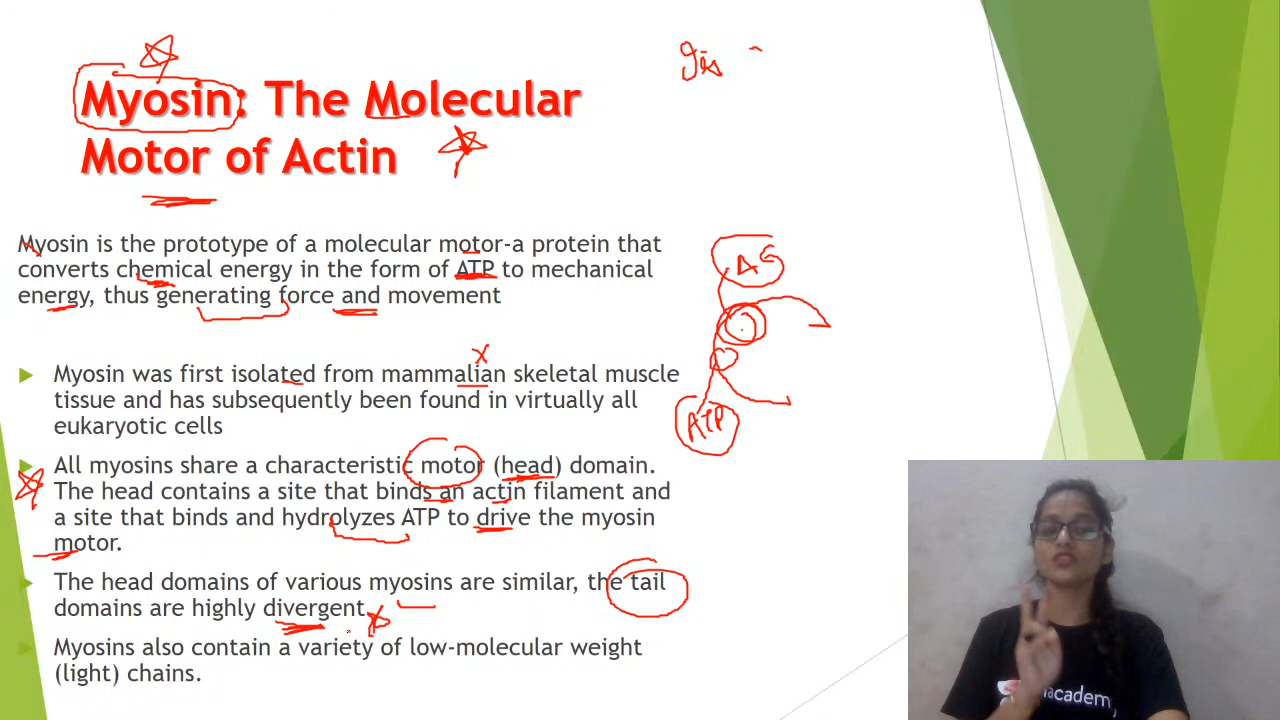 Myosin: The Molecular
Motor of Actin
Myosin is the prototype of a molecular motor-a protein that
converts chemical energy in the form of ATP to mechanical
energy, thus generating force and movement
Myosin was first isolated from mammalian skeletal muscle
tissue and has subsequently been found in virtually all
eukaryotic cells
All myosins share a characteristic motor (head) domain.
The head contains a site that binds an actin filament and
a site that binds and hydrolyzes ATP to drive the myosin
motor.
The head domains of various myosins are similar, the tail
domains are highly divergent
Myosins also contain a variety of low-molecular weight
(light) chains.
ATP